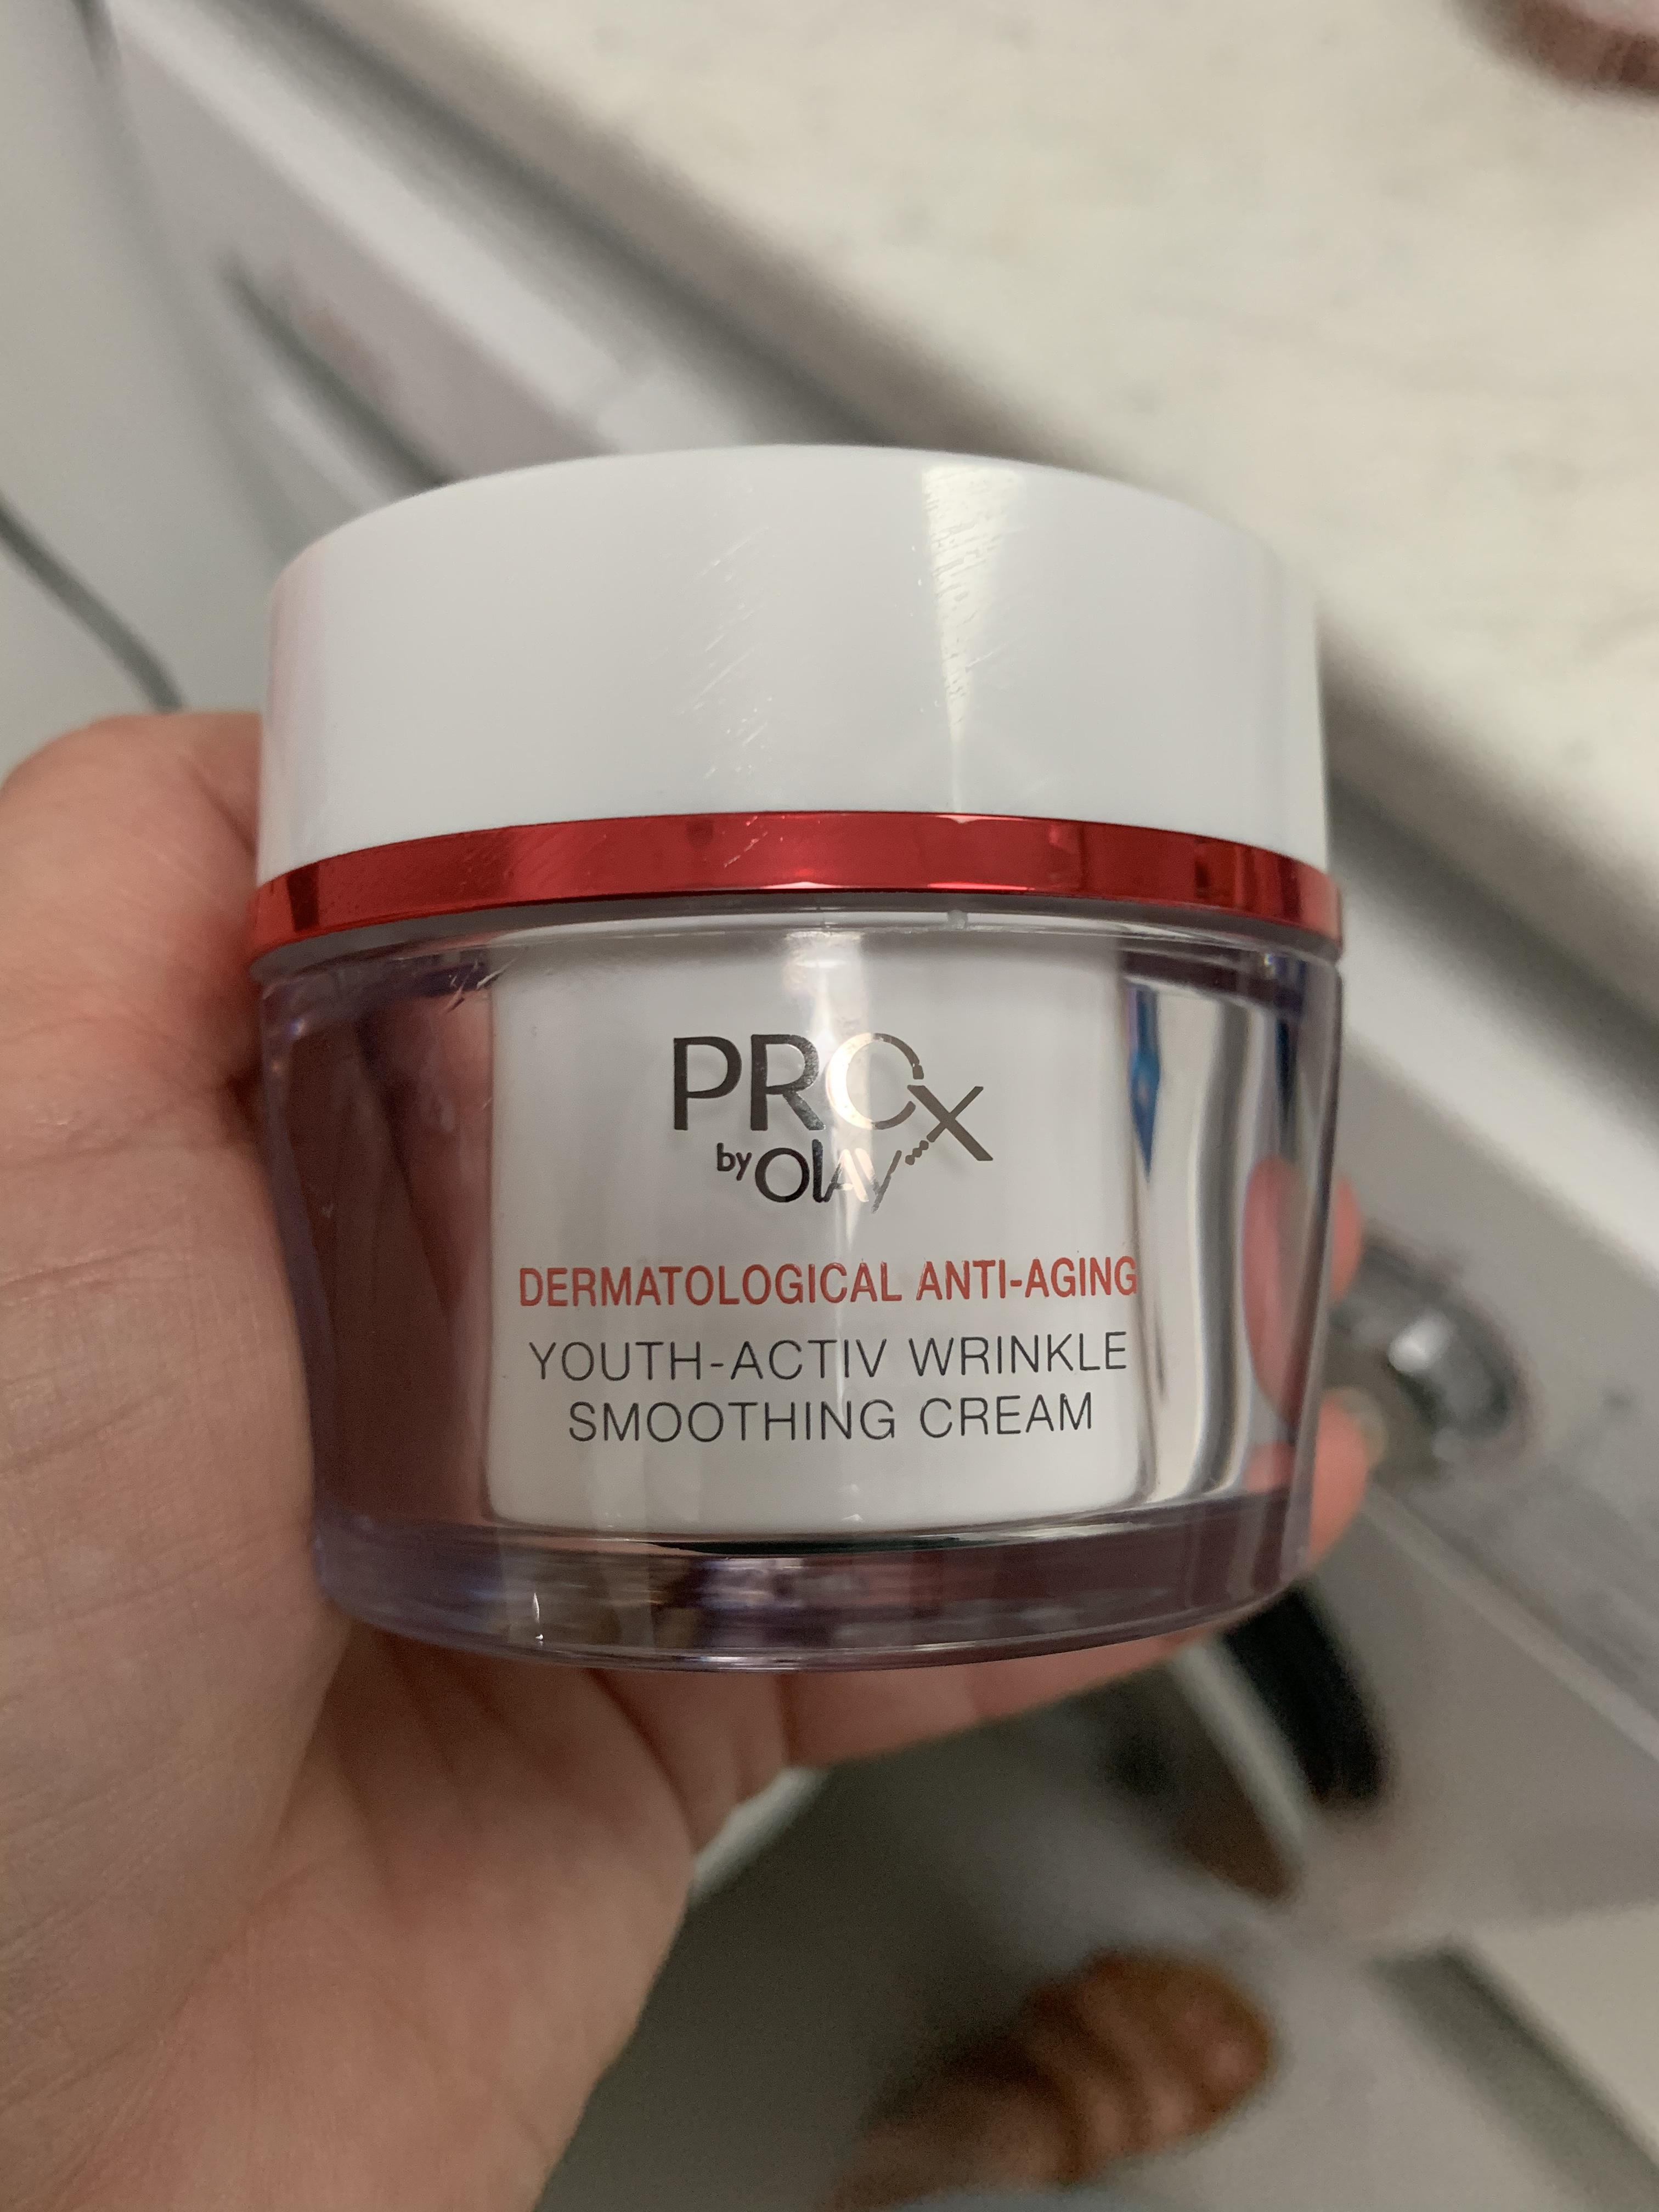 PROX
by OLAY
DERMATOLOGICAL ANTI-AGING
YOUTH-ACTIV WRINKLE
SMOOTHING CREAM